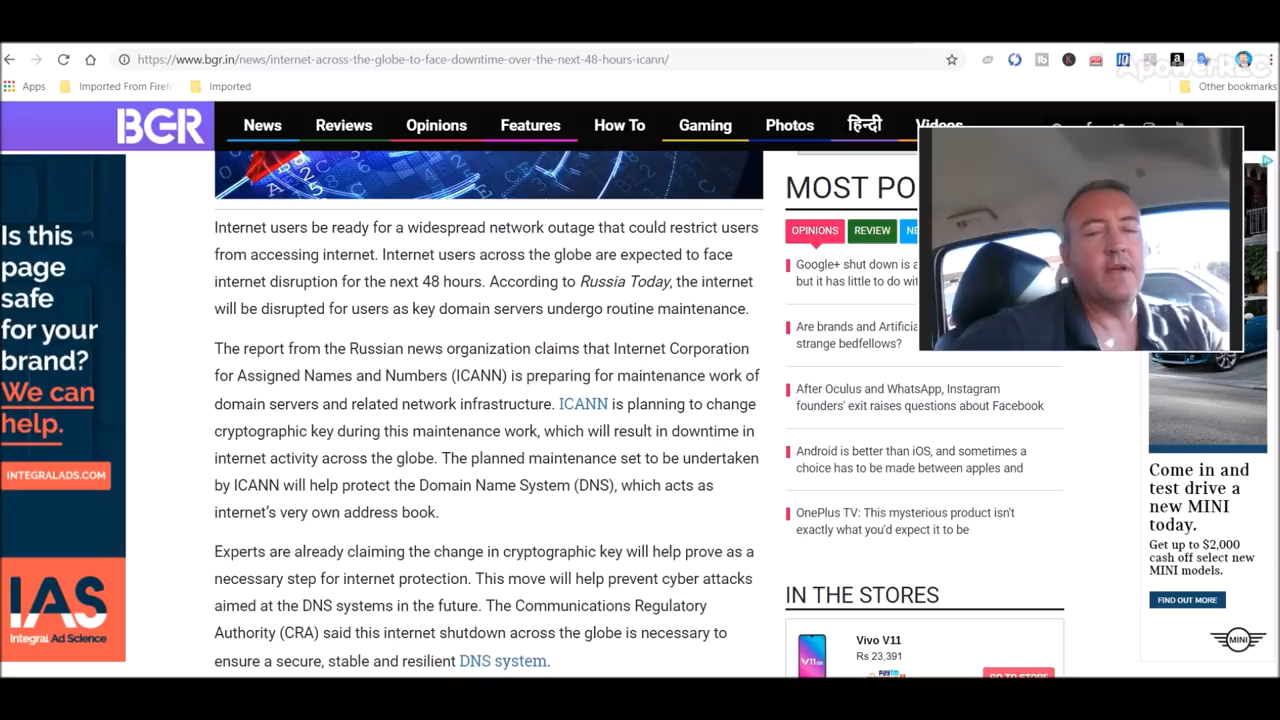 https://www.bgr.in/news/internet-across-the-globe-to-face-downtime-over-the-next-48-hours-icann/
ApowerREC
Apps
Imported From Firef
Imported
Other bookmarks
BGR
News Reviews Opinions Features How To Gaming Photos हिन्दी Videos
Internet users be ready for a widespread network outage that could restrict users
from accessing internet. Internet users across the globe are expected to face
internet disruption for the next 48 hours. According to Russia Today, the internet
will be disrupted for users as key domain servers undergo routine maintenance.
The report from the Russian news organization claims that Internet Corporation
for Assigned Names and Numbers (ICANN) is preparing for maintenance work of
domain servers and related network infrastructure. ICANN is planning to change
cryptographic key during this maintenance work, which will result in downtime in
internet activity across the globe. The planned maintenance set to be undertaken
by ICANN will help protect the Domain Name System (DNS), which acts as
internet's very own address book.
Experts are already claiming the change in cryptographic key will help prove as a
necessary step for internet protection. This move will help prevent cyber attacks
aimed at the DNS systems in the future. The Communications Regulatory
Authority (CRA) said this internet shutdown across the globe is necessary to
ensure a secure, stable and resilient DNS system.
Is this
page
safe
for your
brand?
We can
help.
INTEGRALADS.COM
IAS
Integral Ad Science
MOST PO
OPINIONS
REVIEW
NE
Google+ shut down is a
but it has little to do wit
Are brands and Artificia
strange bedfellows?
After Oculus and WhatsApp, Instagram
founders' exit raises questions about Facebook
Android is better than iOS, and sometimes a
choice has to be made between apples and
OnePlus TV: This mysterious product isn't
exactly what you'd expect it to be
IN THE STORES
Vivo V11
Rs 23,391
paytm
GO TO STORE
Come in and
test drive a
new MINI
today.
Get up to $2,000
cash off select new
MINI models.
FIND OUT MORE
MINI